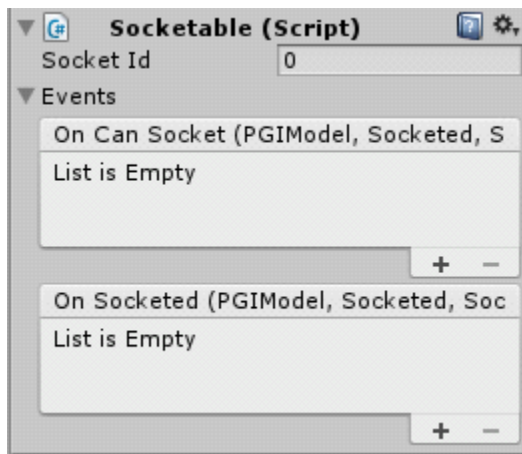 Socketable (Script)
Socket Id 0
Events
On Can Socket (PGIModel, Socketed, S
List is Empty
+ −
On Socketed (PGIModel, Socketed, Soc
List is Empty
+ −